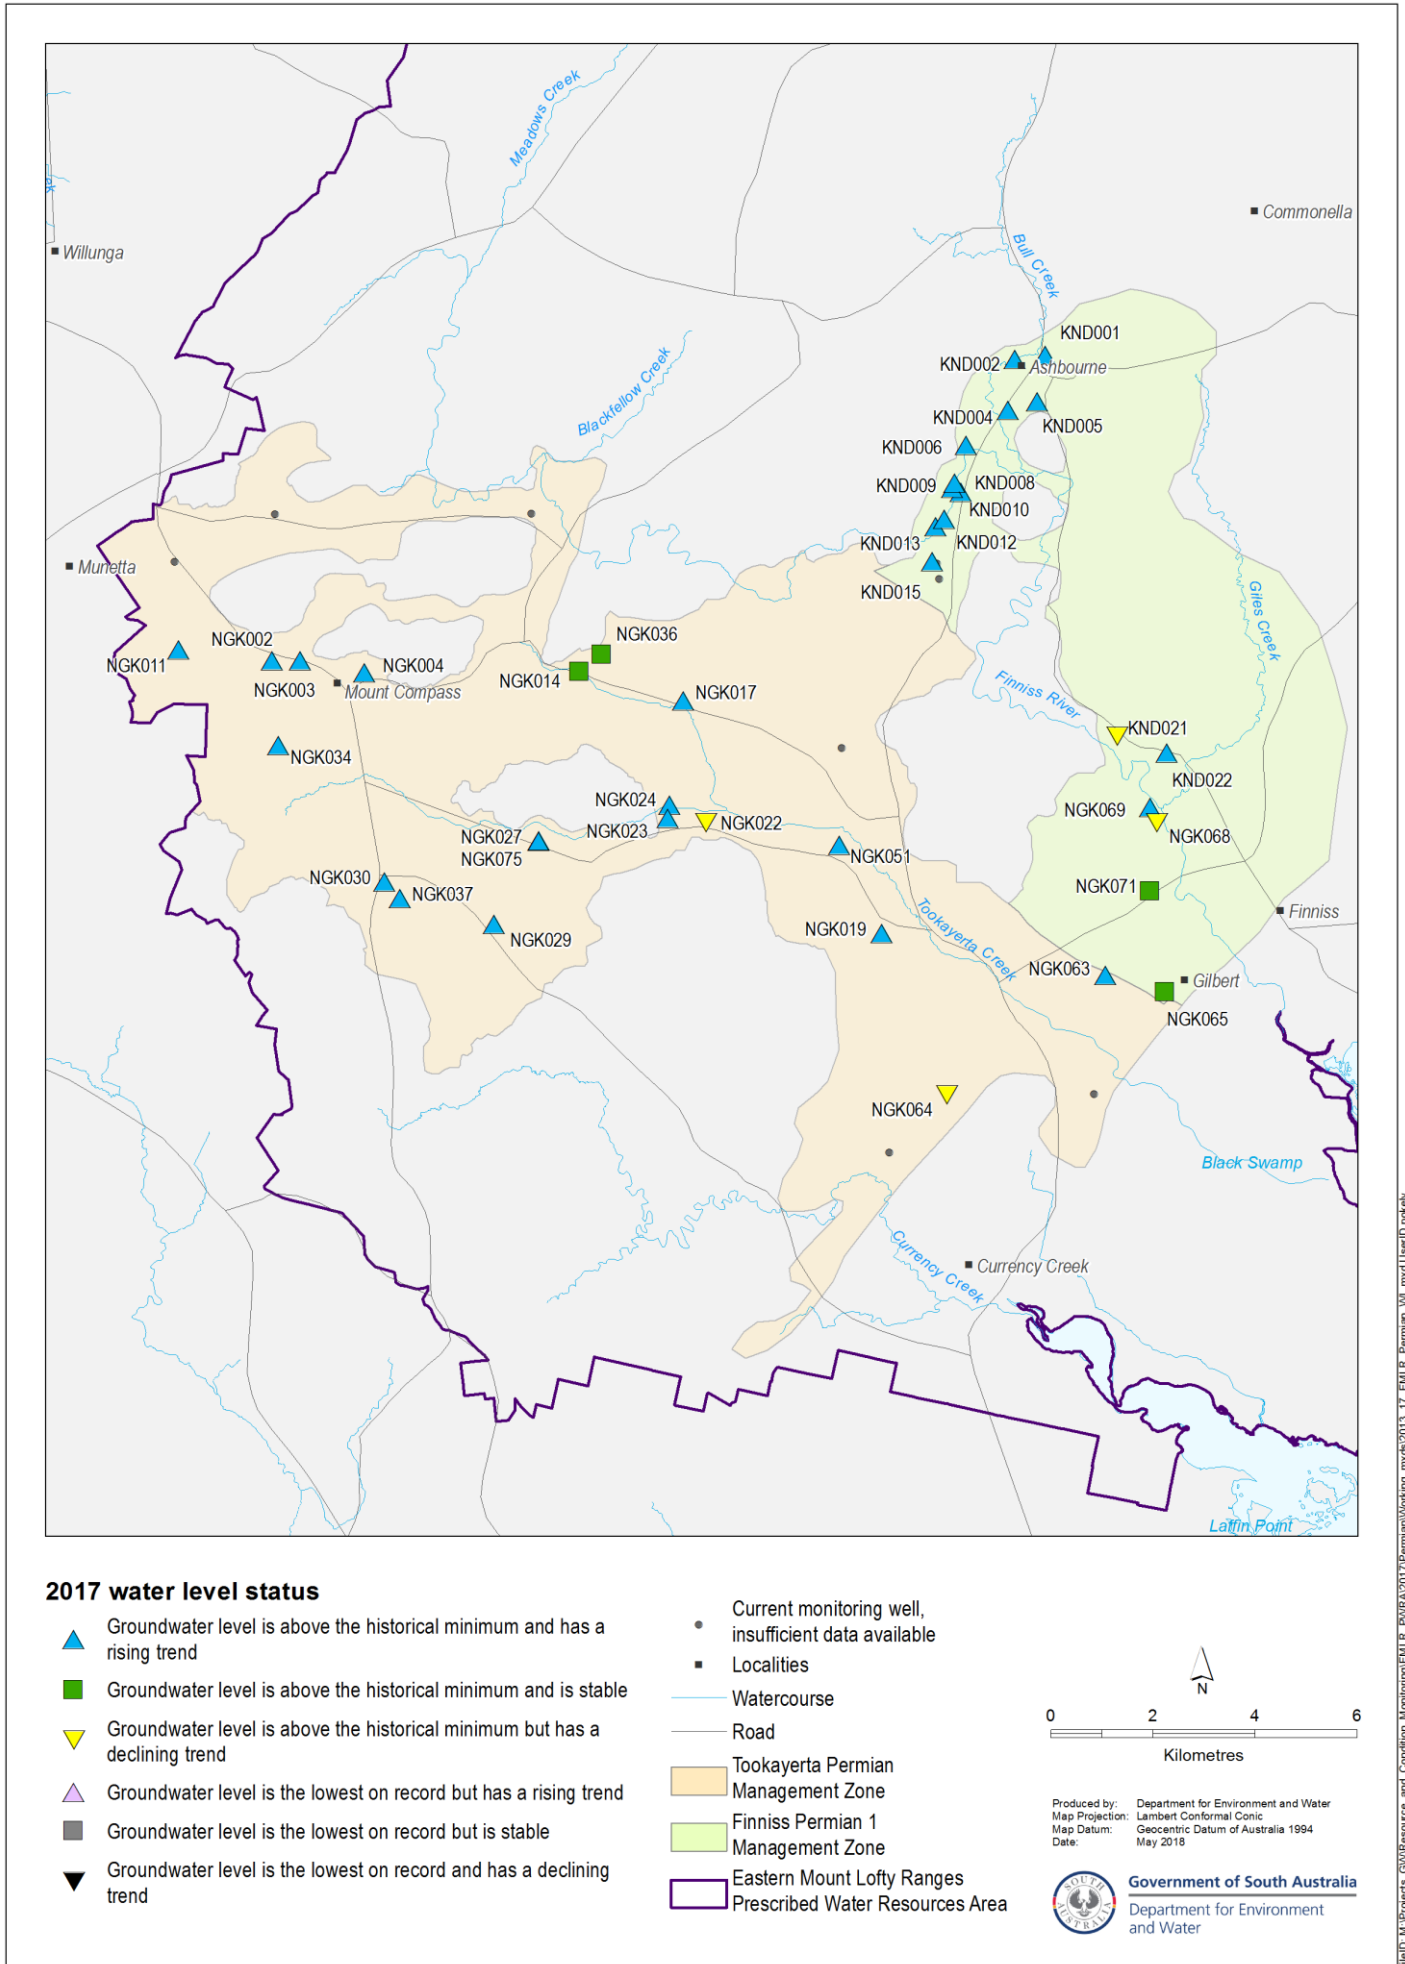 Meadows Creek
Commonella
Willunga
ek
Bull Creek
KND001
KND002
Ashbourne
Blackfellow Creek
KND004
KND005
KND006
KND009
KND008
KND010
KND013
KND012
Munetta
KND015
Giles Creek
NGK036
NGK002
NGK011
NGK004
NGK014
NGK003
Mount Compass
NGK017
Finniss River
KND021
NGK034
KND022
NGK024
NGK069
NGK023
NGK022
NGK068
NGK027
NGK075
NGK051
NGK030
NGK071
NGK037
Finniss
NGK029
NGK019
Tookayerta Creek
NGK063
Gilbert
NGK065
NGK064
Black Swamp
Currency Creek
Currency Creek
Laffin Point
2017 water level status
Groundwater level is above the historical minimum and has a
rising trend
Groundwater level is above the historical minimum and is stable
Groundwater level is above the historical minimum but has a
declining trend
Groundwater level is the lowest on record but has a rising trend
Groundwater level is the lowest on record but is stable
Groundwater level is the lowest on record and has a declining
trend
Current monitoring well,
insufficient data available
Localities
Watercourse
Road
Tookayerta Permian
Management Zone
Finniss Permian 1
Management Zone
Eastern Mount Lofty Ranges
Prescribed Water Resources Area
N
0 2 4 6
Kilometres
Produced by: Department for Environment and Water
Map Projection: Lambert Conformal Conic
Map Datum: Geocentric Datum of Australia 1994
Date: May 2018
SOUTH AUSTRALIA
Government of South Australia
Department for Environment
and Water